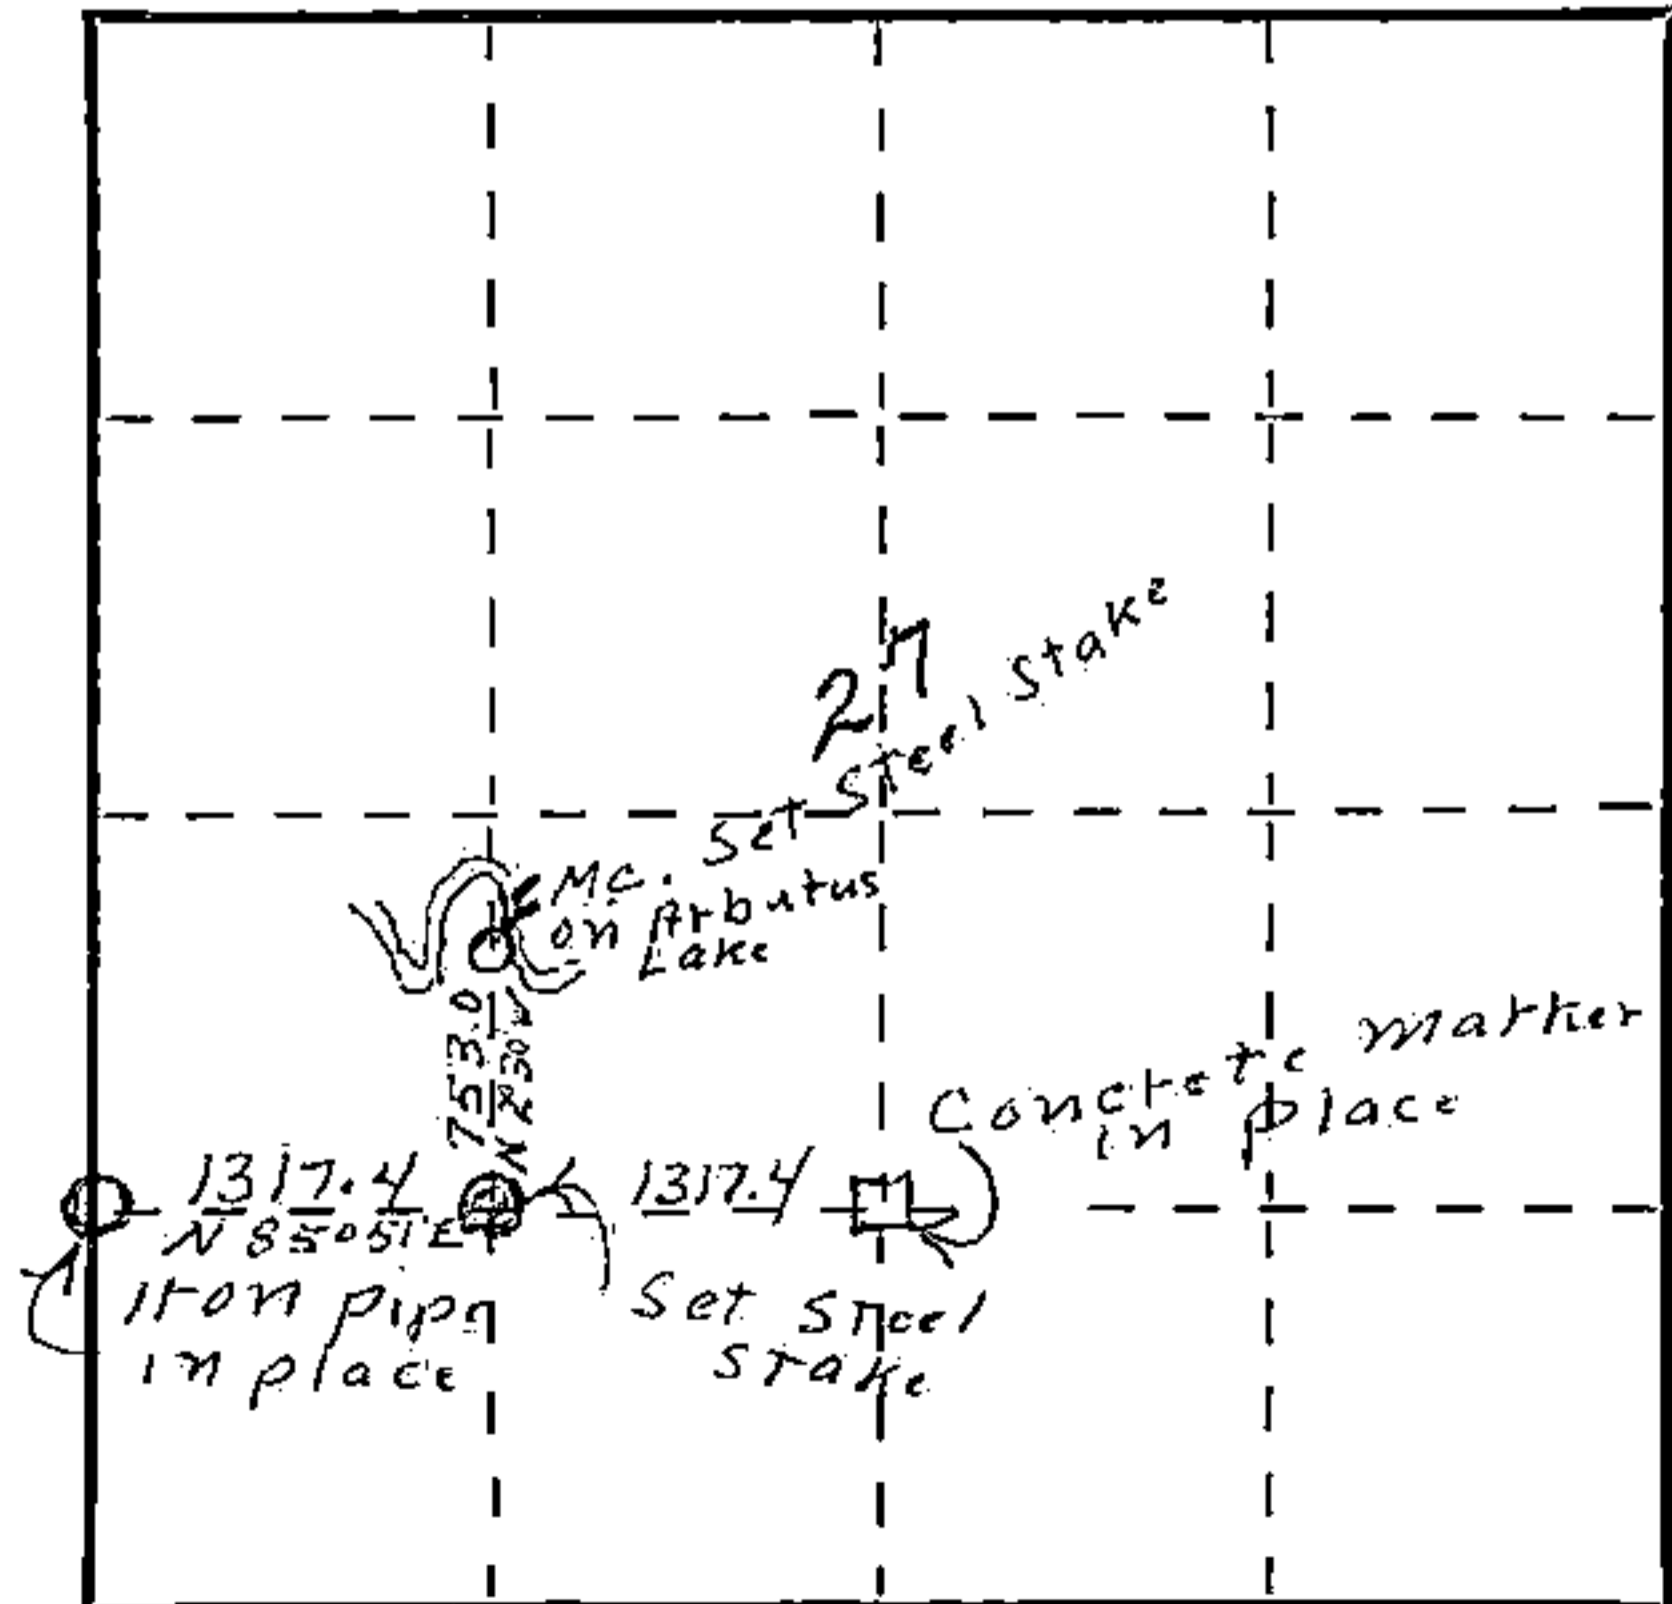 27
MC. Set Steel Stake
on Arbutus
Lake
753.0
Concrete marker
in place
1317.4
N 85°51'E
1317.4
Iron pipe
in place
Set Steel
Stake